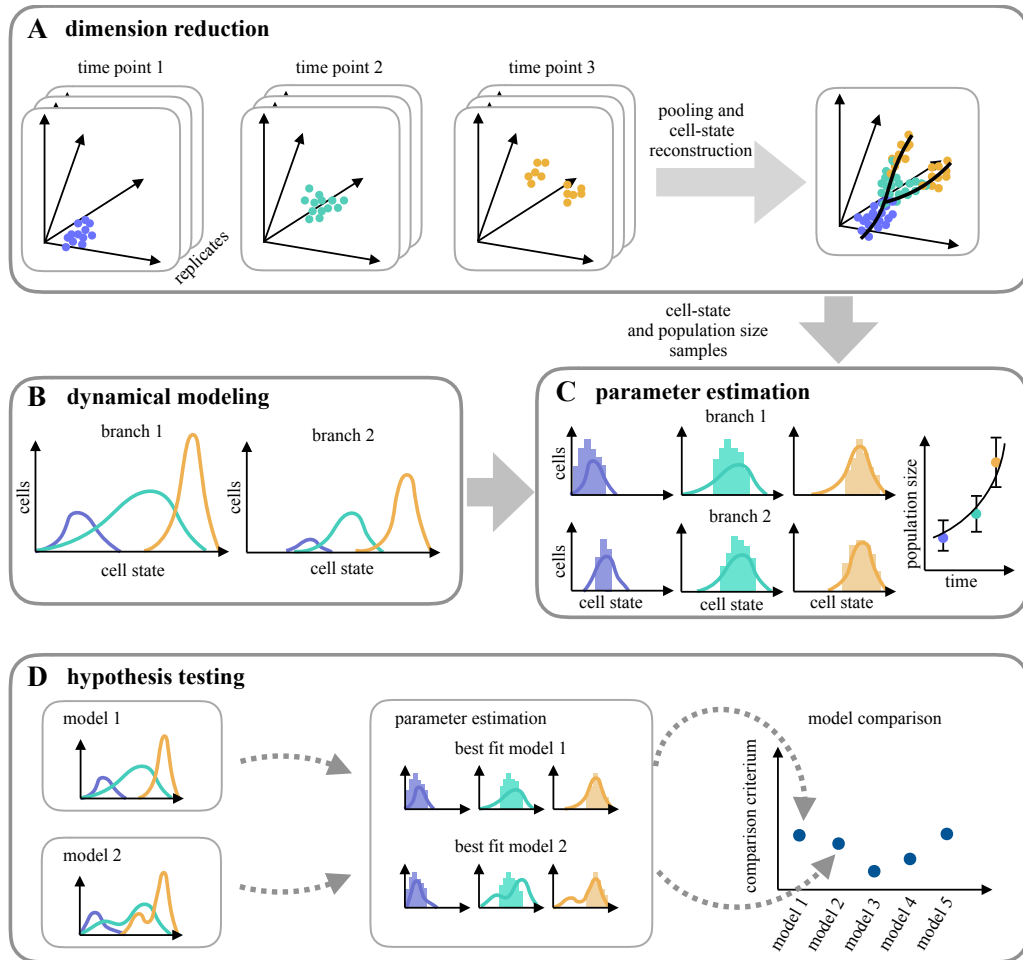 A dimension reduction
time point 1
time point 2
time point 3
replicates
pooling and
cell-state
reconstruction
cell-state
and population size
samples
B dynamical modeling
branch 1
cells
cell state
branch 2
cells
cell state
C parameter estimation
branch 1
cells
branch 2
cells
cell state
cell state
cell state
population size
time
D hypothesis testing
model 1
model 2
parameter estimation
best fit model 1
best fit model 2
model comparison
comparison criterium
model 1
model 2
model 3
model 4
model 5